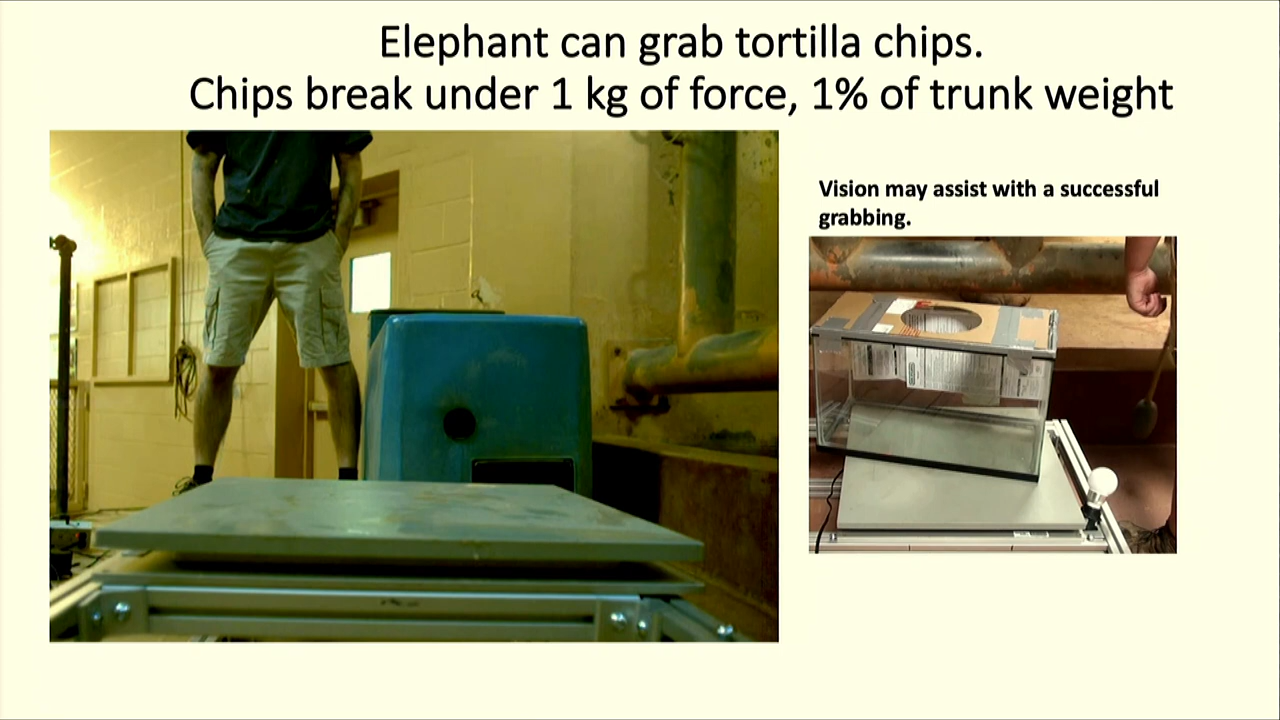 Elephant can grab tortilla chips.
Chips break under 1 kg of force, 1% of trunk weight
Vision may assist with a successful
grabbing.